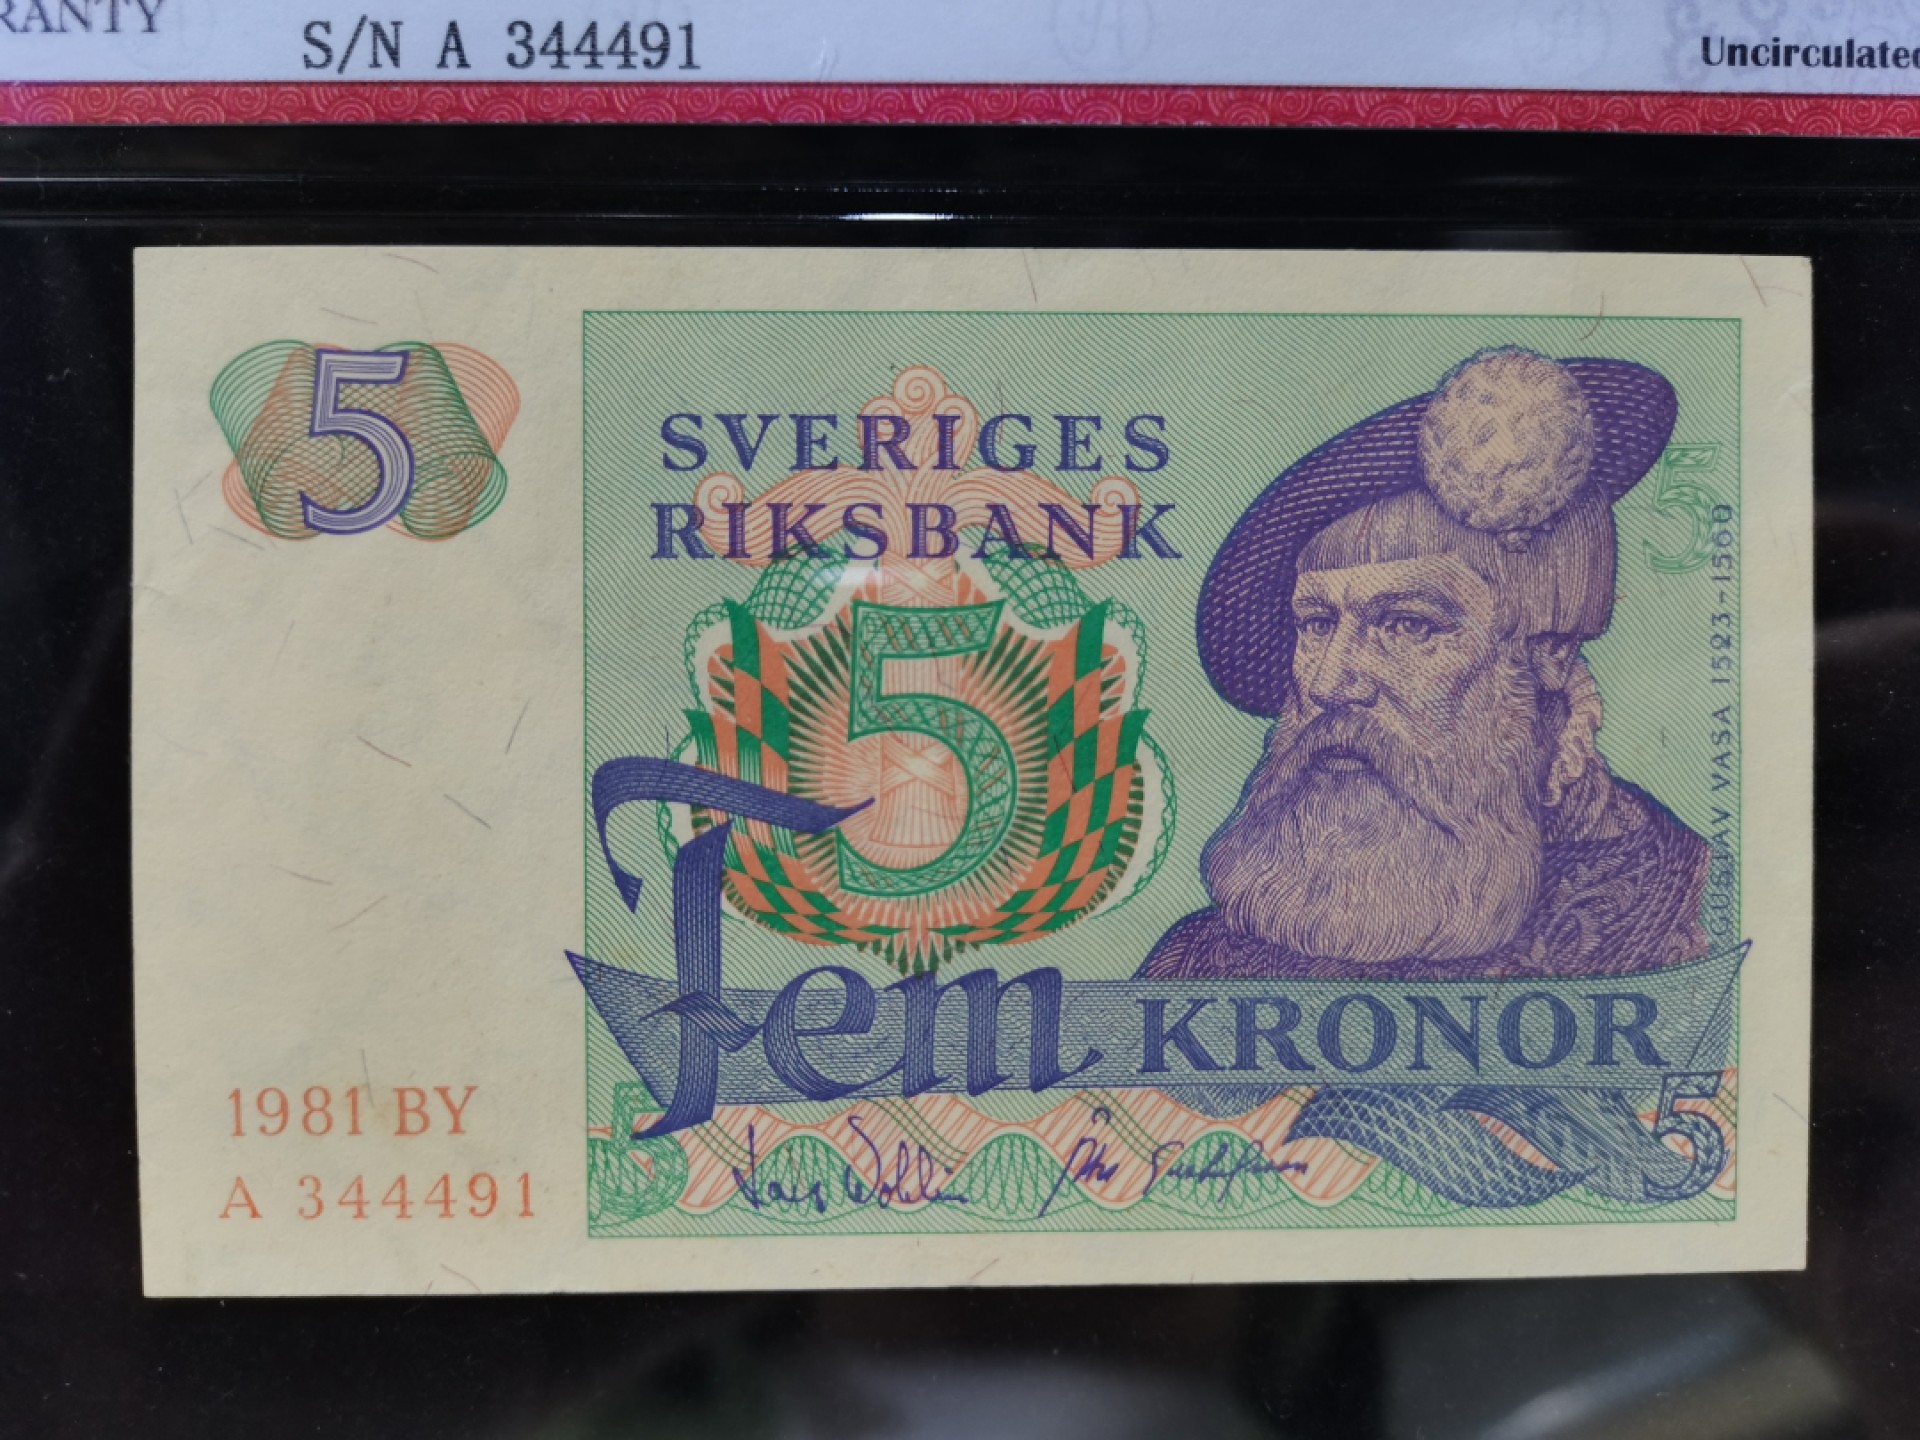 RANTY
S/N A 344491
Uncirculated
5
SVERIGES
RIKSBANK
5
5
GUSTAV VASA 1523-1560
Fem KRONOR
1981 BY
A 344491
5
5